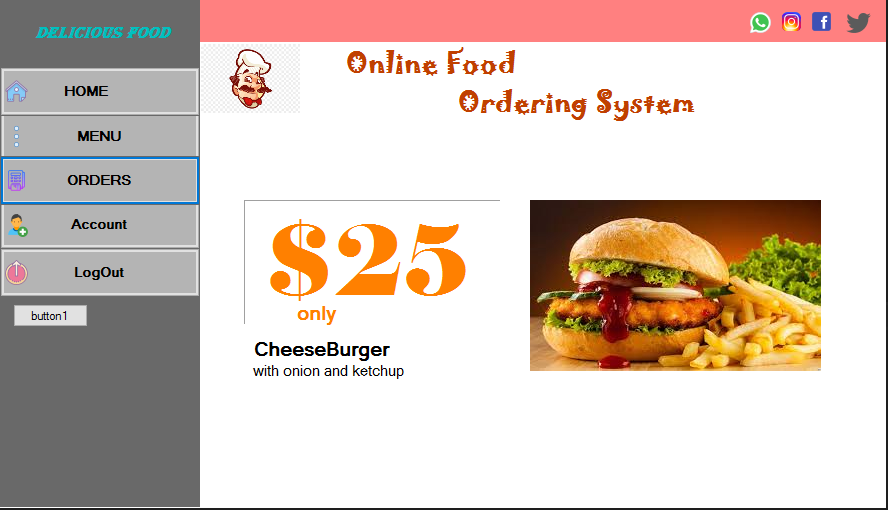 DELICIOUS FOOD
HOME
MENU
ORDERS
Account
LogOut
button1
Online Food
Ordering System
$25
only
CheeseBurger
with onion and ketchup